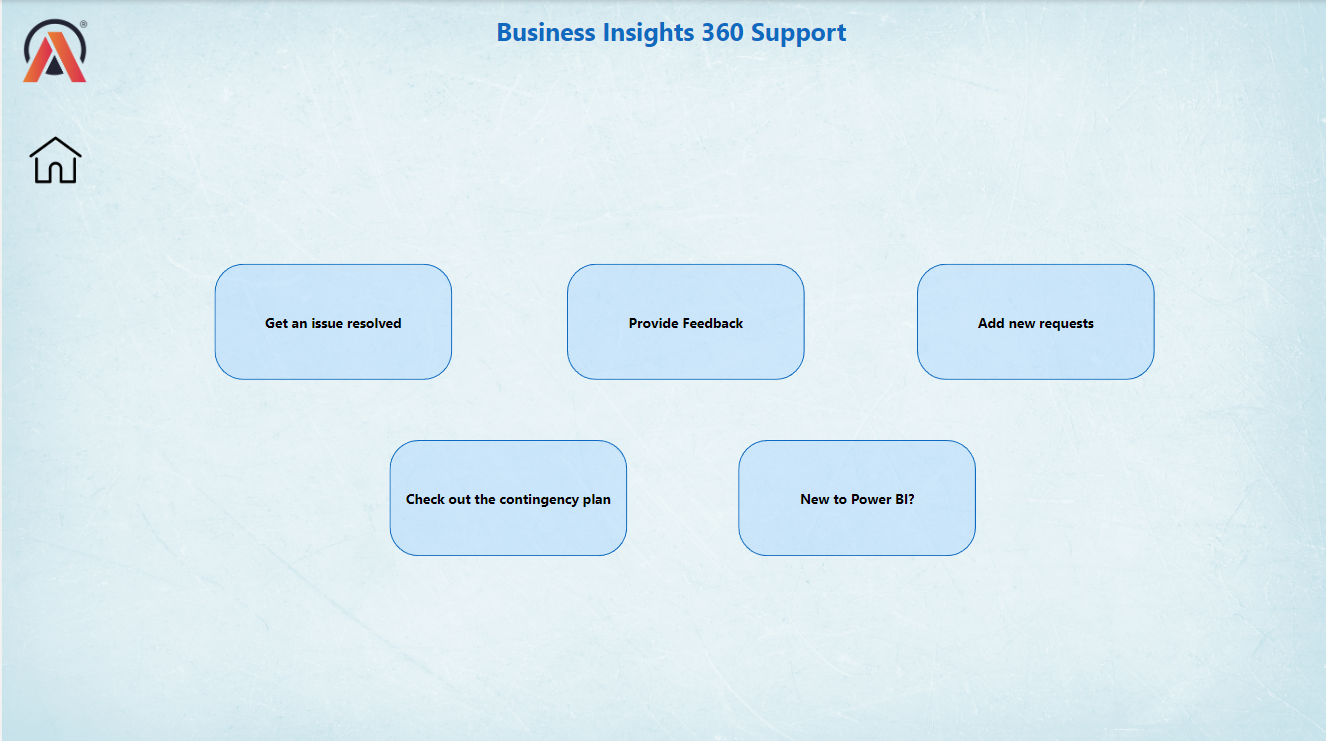 Business Insights 360 Support
®
Get an issue resolved
Provide Feedback
Add new requests
Check out the contingency plan
New to Power BI?